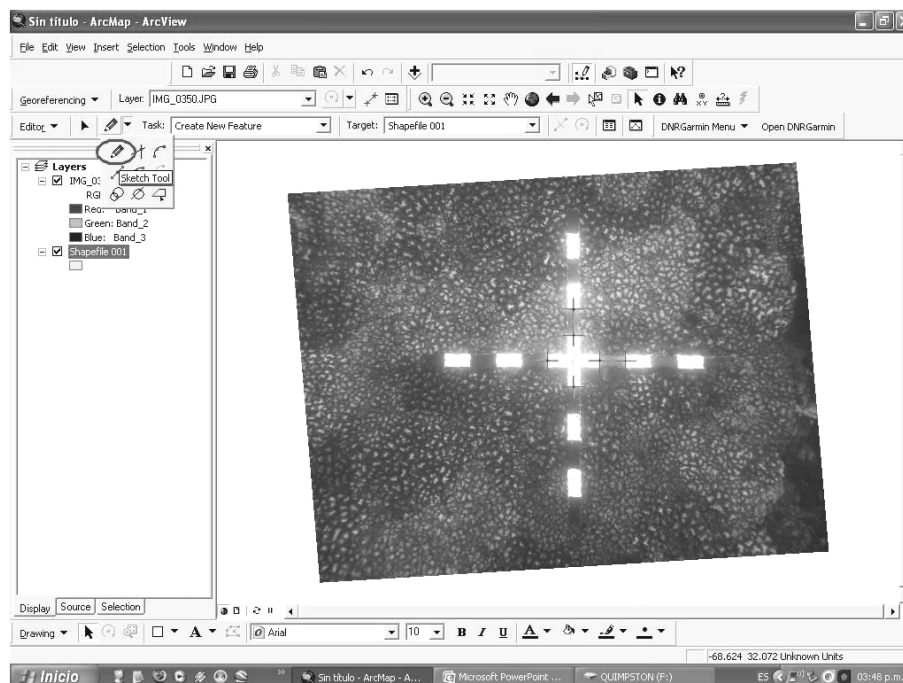 Sin título - ArcMap - ArcView
File Edit View Insert Selection Tools Window Help
Georeferencing Layer: IMG_0350.JPG
Editor Task: Create New Feature Target: Shapefile 001 DNRGarmin Menu Open DNRGarmin
Sketch Tool
Layers
IMG_03
RGB
Red: Band_1
Green: Band_2
Blue: Band_3
Shapefile 001
Display Source Selection
Drawing A Arial 10 B I U A
-68.624 32.072 Unknown Units
Inicio Sin título - ArcMap - A... Microsoft PowerPoint ... QUIMPSTON (F:) ES 03:48 p.m.